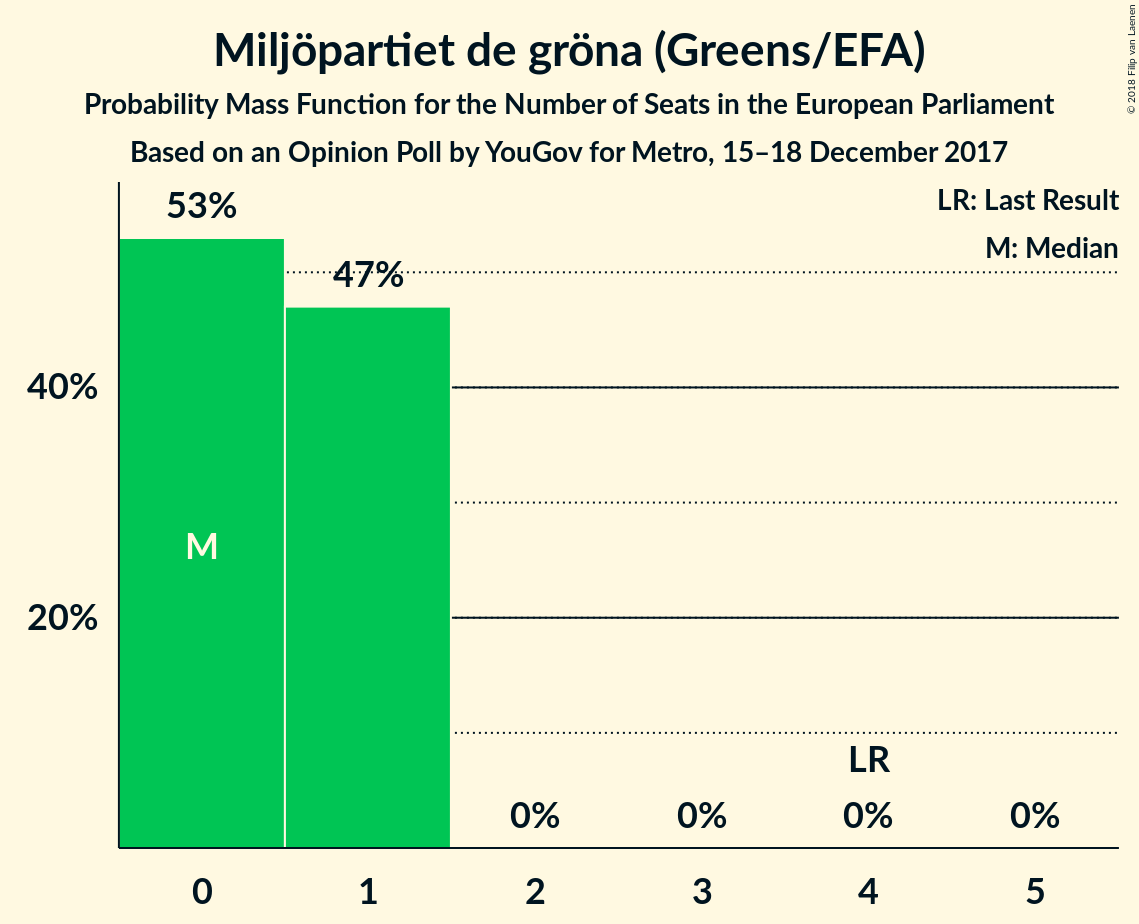 Miljöpartiet de gröna (Greens/EFA)
Probability Mass Function for the Number of Seats in the European Parliament
Based on an Opinion Poll by YouGov for Metro, 15–18 December 2017
© 2018 Filip van Laenen
LR: Last Result
M: Median
53%
47%
40%
20%
M
LR
0%
0%
0%
0%
0
1
2
3
4
5